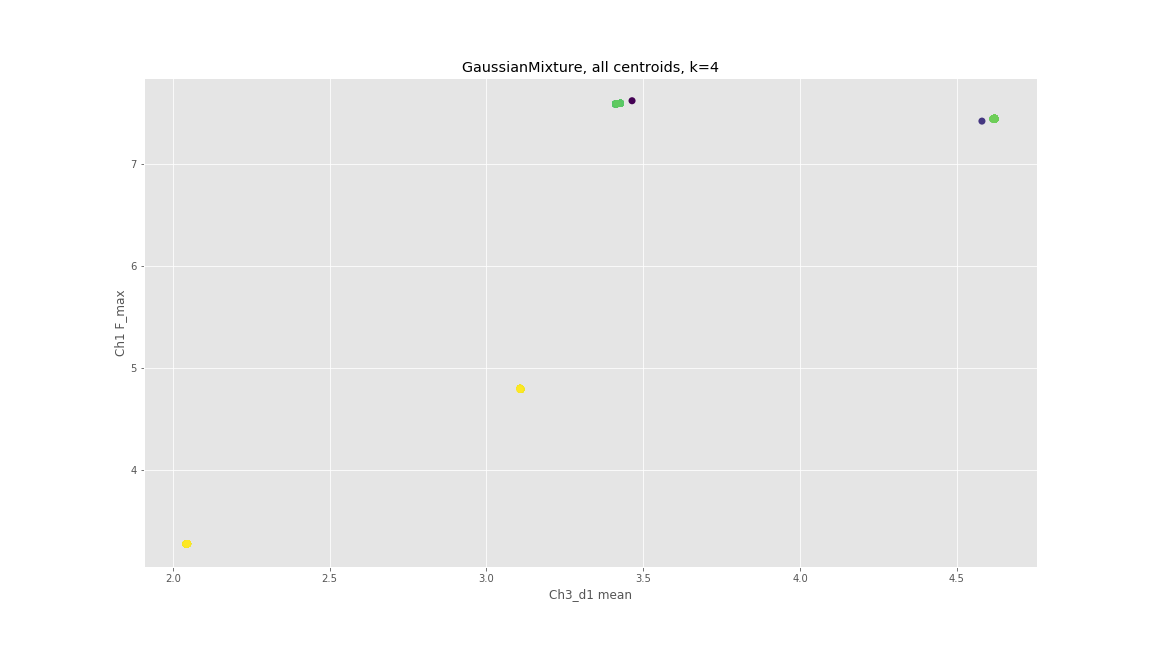 GaussianMixture, all centroids, k=4
7
6
5
4
Ch1 F_max
2.0 2.5 3.0 3.5 4.0 4.5
Ch3_d1 mean